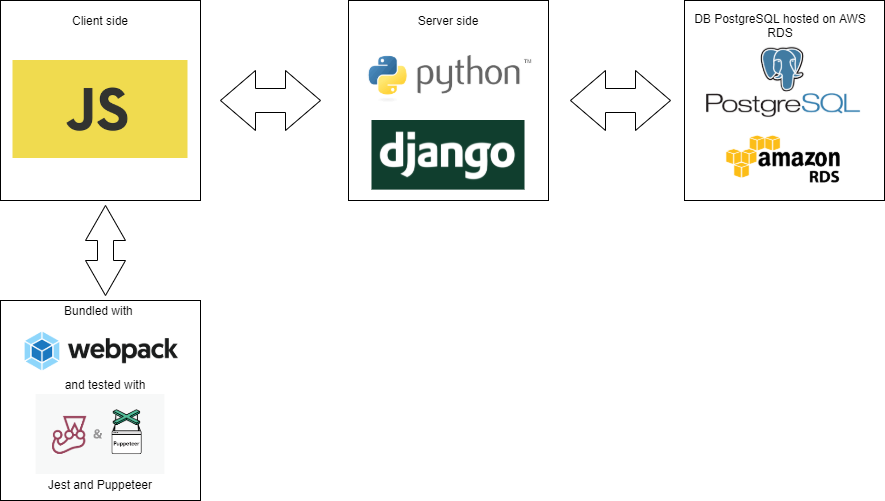 Client side
JS
Server side
python™
django
DB PostgreSQL hosted on AWS
RDS
PostgreSQL
amazon
RDS
Bundled with
webpack
and tested with
&
Puppeteer
Jest and Puppeteer